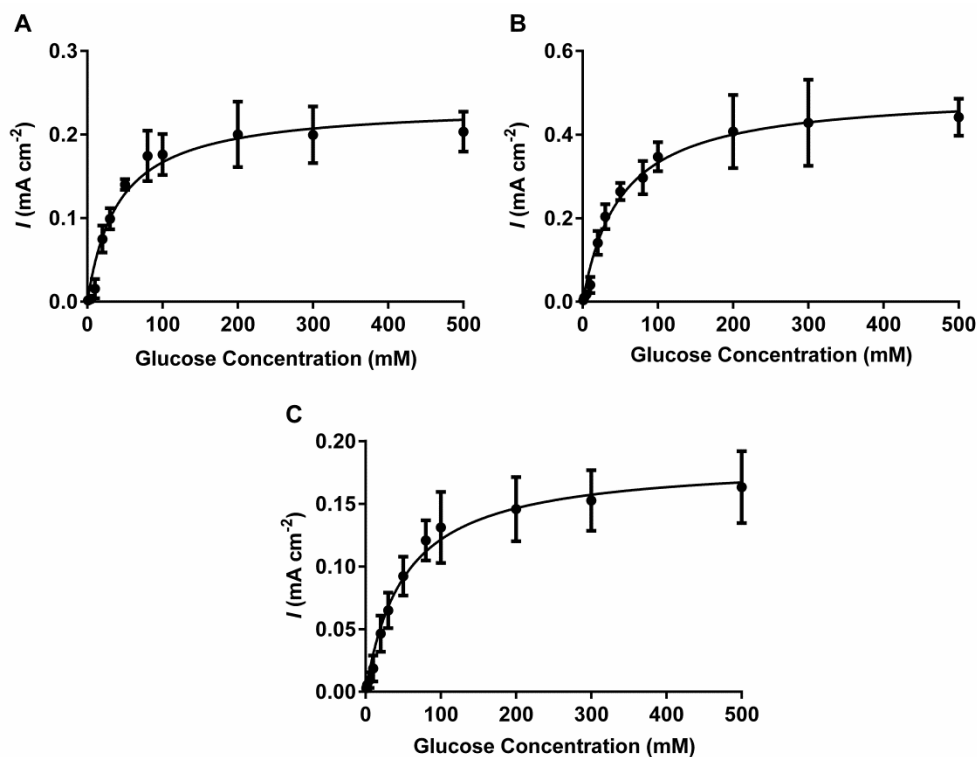 A
I (mA cm-2)
0.3
0.2
0.1
0.0
0 100 200 300 400 500
Glucose Concentration (mM)
B
I (mA cm-2)
0.6
0.4
0.2
0.0
0 100 200 300 400 500
Glucose Concentration (mM)
C
I (mA cm-2)
0.20
0.15
0.10
0.05
0.00
0 100 200 300 400 500
Glucose Concentration (mM)